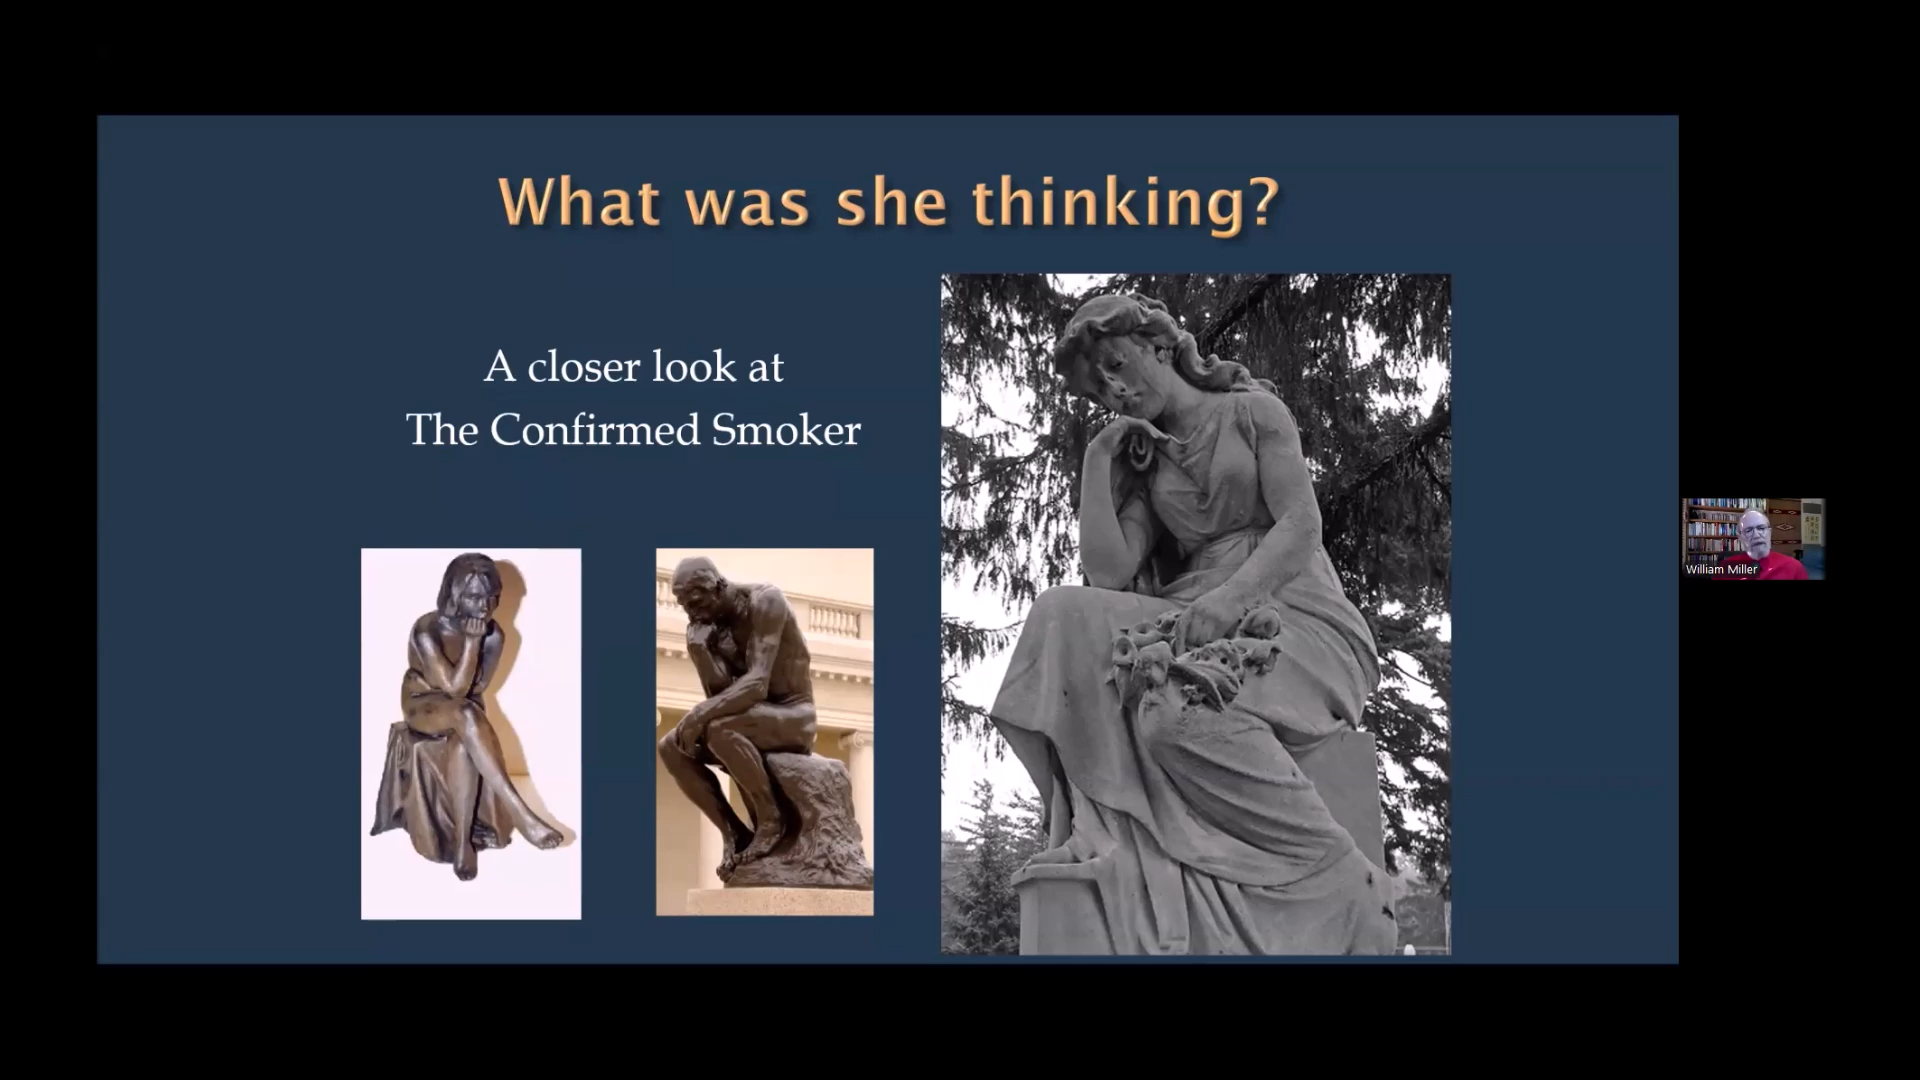 What was she thinking?
A closer look at
The Confirmed Smoker
William Miller